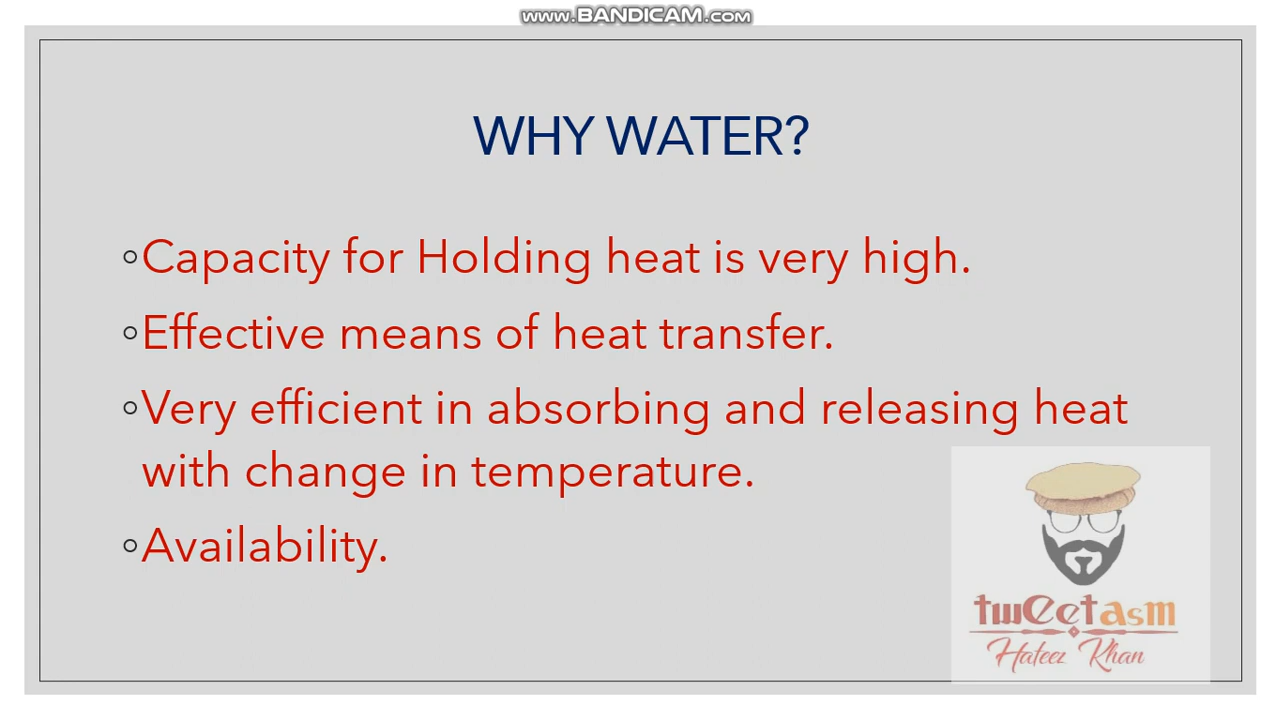 www.BANDICAM.com
WHY WATER?
Capacity for Holding heat is very high.
Effective means of heat transfer.
Very efficient in absorbing and releasing heat
with change in temperature.
Availability.
tweetasm
Hafeez Khan